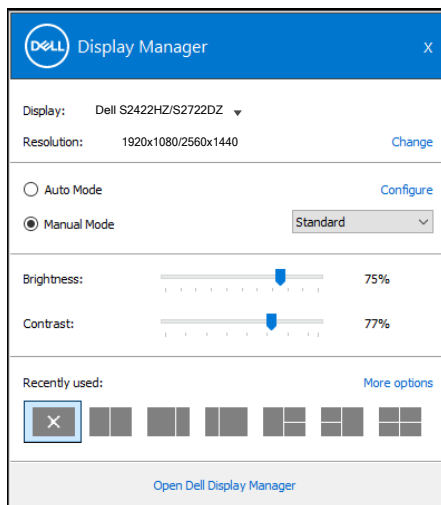 DELL Display Manager X
Display: Dell S2422HZ/S2722DZ
Resolution: 1920x1080/2560x1440 Change
Auto Mode Configure
Manual Mode Standard
Brightness: 75%
Contrast: 77%
Recently used: More options
Open Dell Display Manager